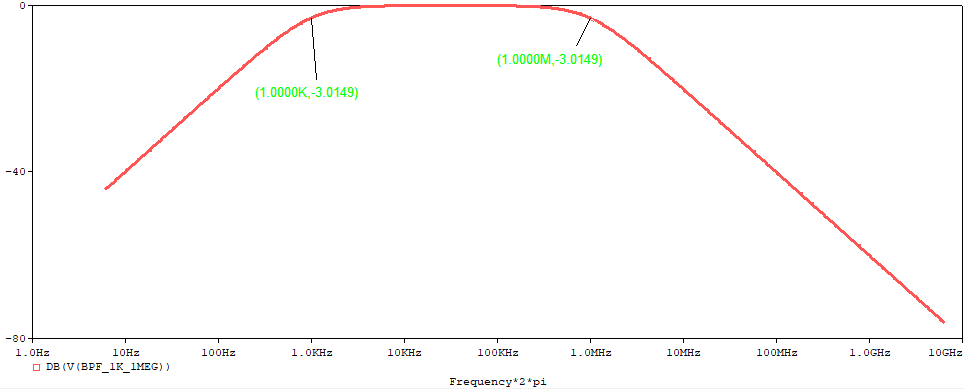 0
(1.0000M,-3.0149)
(1.0000K,-3.0149)
-40
-80
1.0Hz 10Hz 100Hz 1.0KHz 10KHz 100KHz 1.0MHz 10MHz 100MHz 1.0GHz 10GHz
DB(V(BPF_1K_1MEG))
Frequency*2*pi